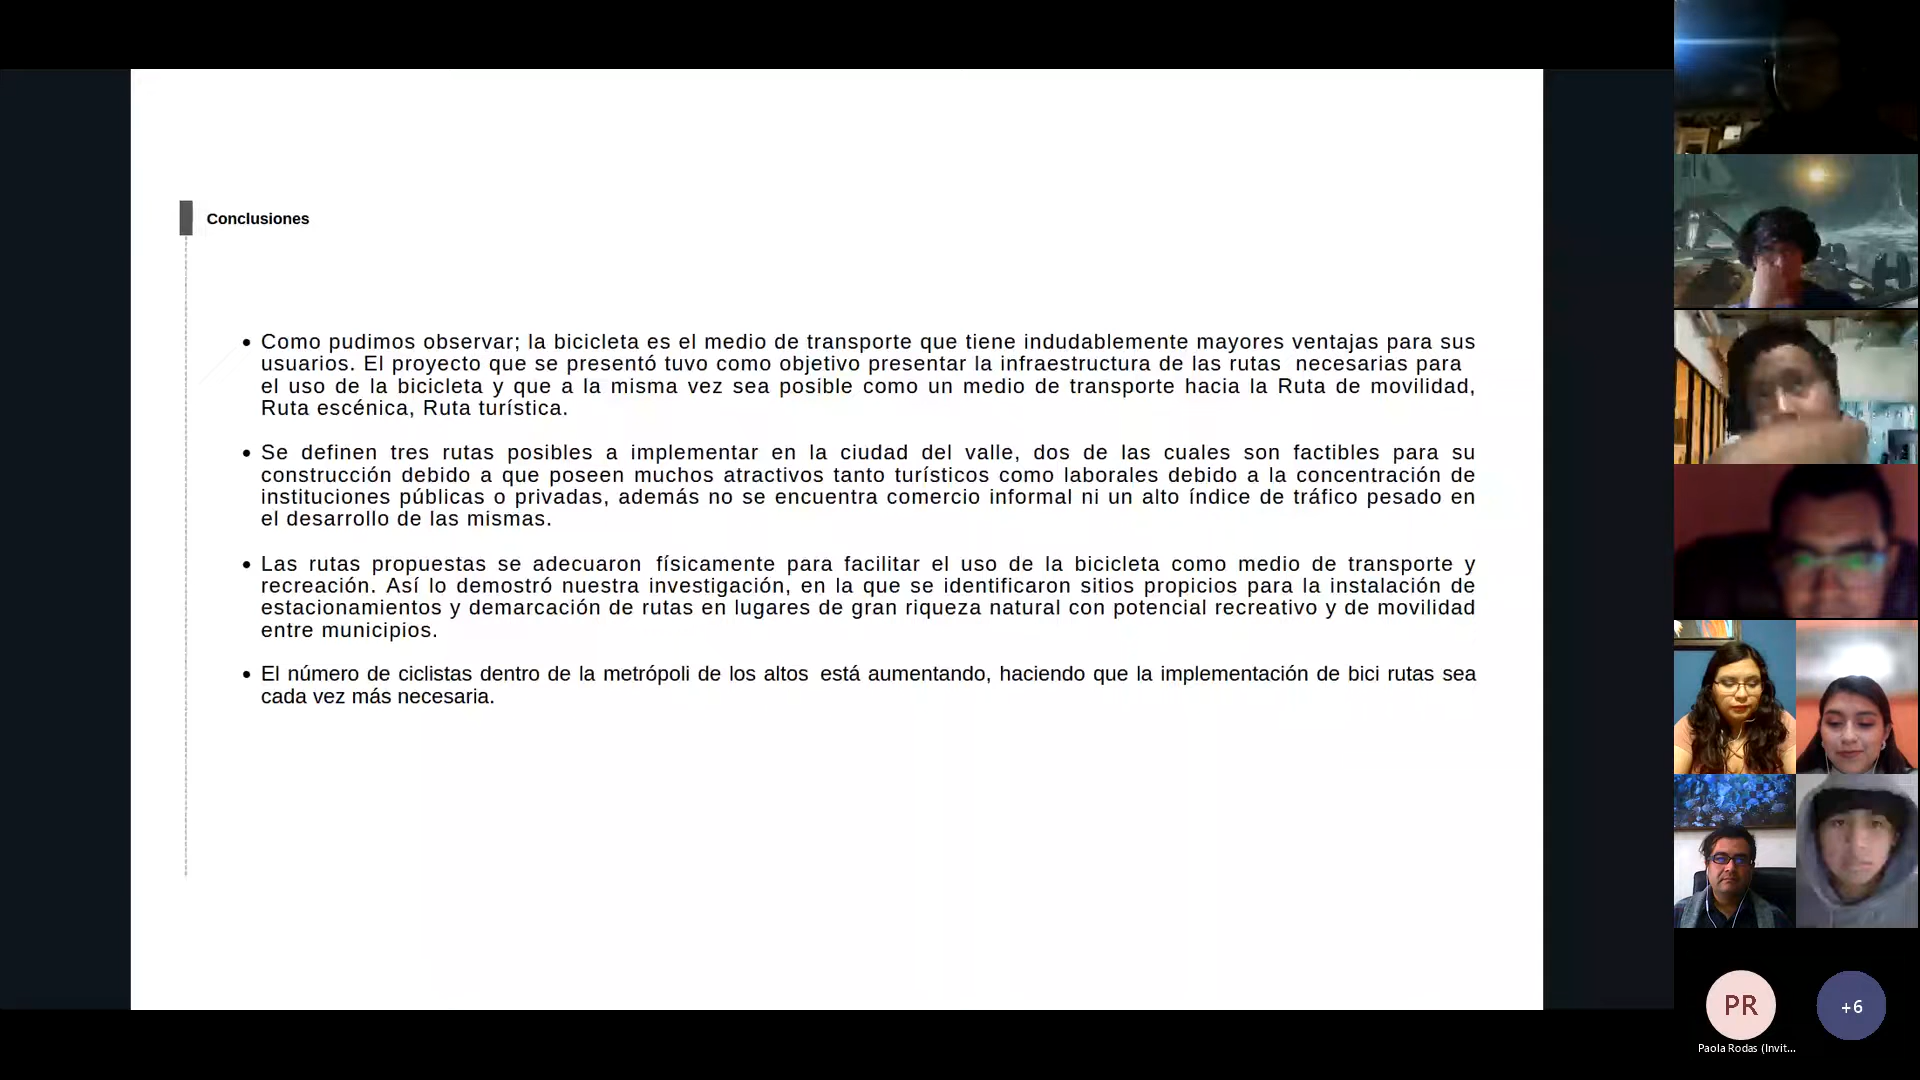 Conclusiones
• Como pudimos observar; la bicicleta es el medio de transporte que tiene indudablemente mayores ventajas para sus
usuarios. El proyecto que se presentó tuvo como objetivo presentar la infraestructura de las rutas necesarias para
el uso de la bicicleta y que a la misma vez sea posible como un medio de transporte hacia la Ruta de movilidad,
Ruta escénica, Ruta turística.
• Se definen tres rutas posibles a implementar en la ciudad del valle, dos de las cuales son factibles para su
construcción debido a que poseen muchos atractivos tanto turísticos como laborales debido a la concentración de
instituciones públicas o privadas, además no se encuentra comercio informal ni un alto índice de tráfico pesado en
el desarrollo de las mismas.
• Las rutas propuestas se adecuaron físicamente para facilitar el uso de la bicicleta como medio de transporte y
recreación. Así lo demostró nuestra investigación, en la que se identificaron sitios propicios para la instalación de
estacionamientos y demarcación de rutas en lugares de gran riqueza natural con potencial recreativo y de movilidad
entre municipios.
• El número de ciclistas dentro de la metrópoli de los altos está aumentando, haciendo que la implementación de bici rutas sea
cada vez más necesaria.
PR
+6
Paola Rodas (Invit...